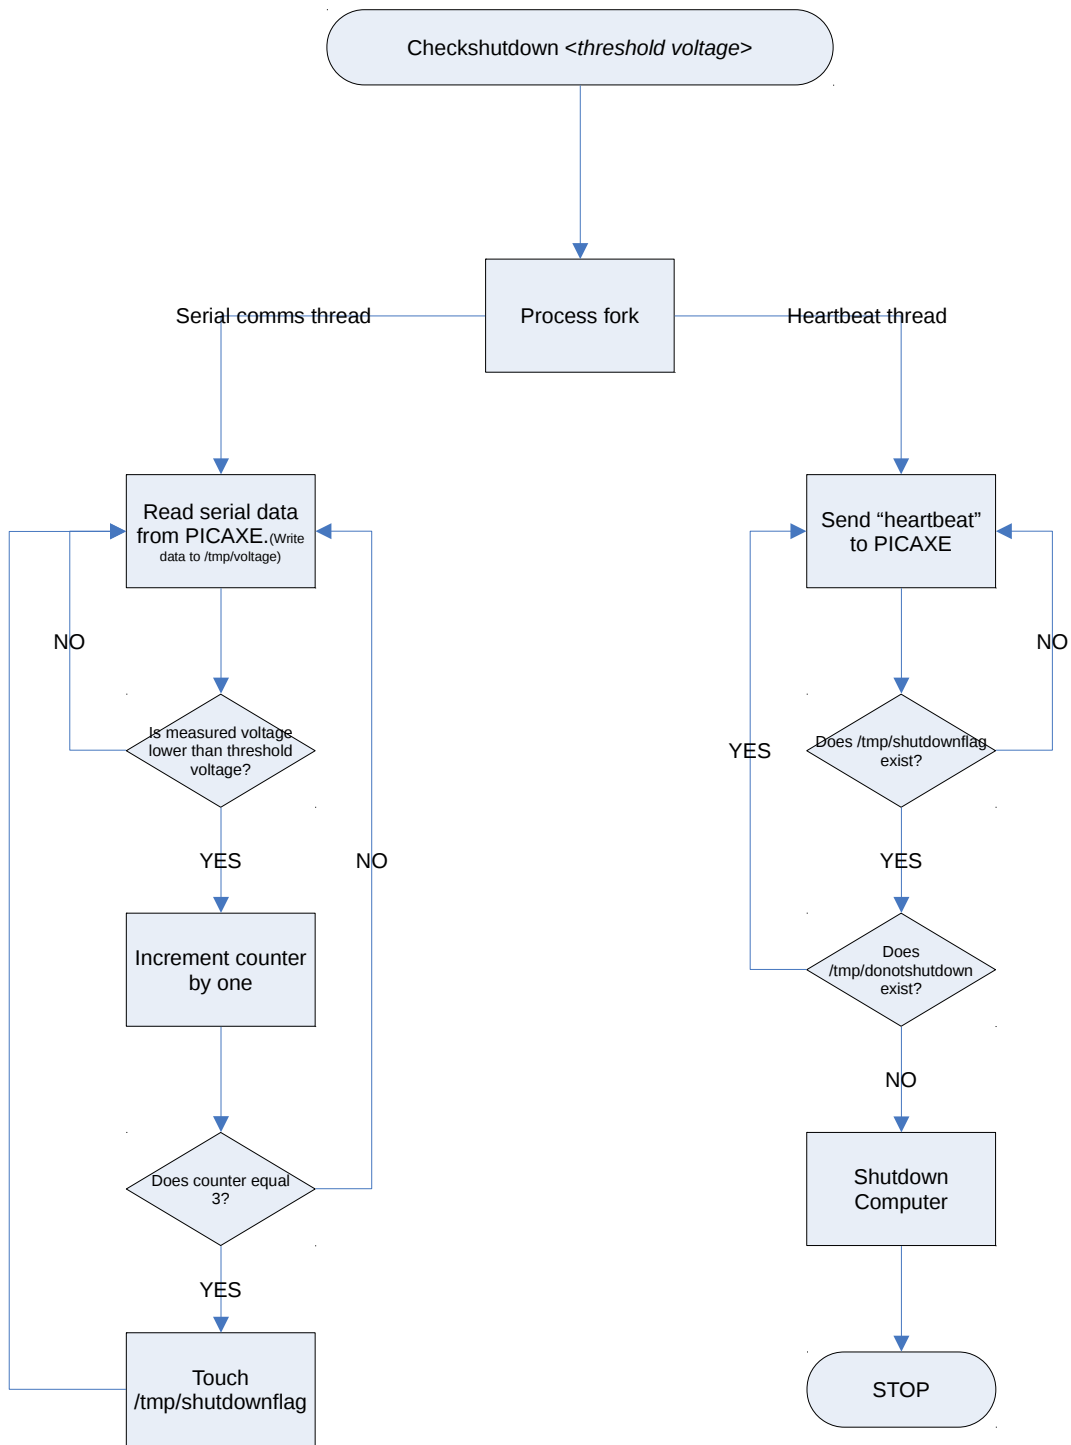 Checkshutdown <threshold voltage>
Serial comms thread
Process fork
Heartbeat thread
Read serial data
from PICAXE.(Write
data to /tmp/voltage)
NO
Is measured voltage
lower than threshold
voltage?
YES
NO
Increment counter
by one
Does counter equal
3?
YES
Touch
/tmp/shutdownflag
Send “heartbeat”
to PICAXE
NO
Does /tmp/shutdownflag
exist?
YES
YES
Does
/tmp/donotshutdown
exist?
NO
Shutdown
Computer
STOP